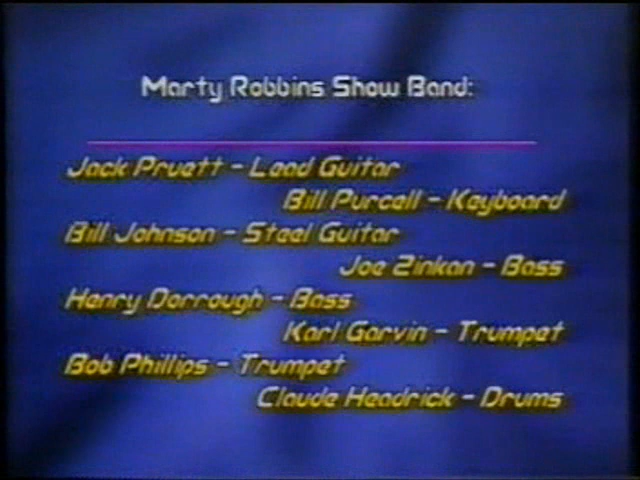 Marty Robbins Show Band:
Jack Pruett - Lead Guitar
Bill Purcell - Keyboard
Bill Johnson - Steel Guitar
Joe Zinkan - Bass
Henry Dorrough - Bass
Karl Garvin - Trumpet
Bob Phillips - Trumpet
Claude Headrick - Drums